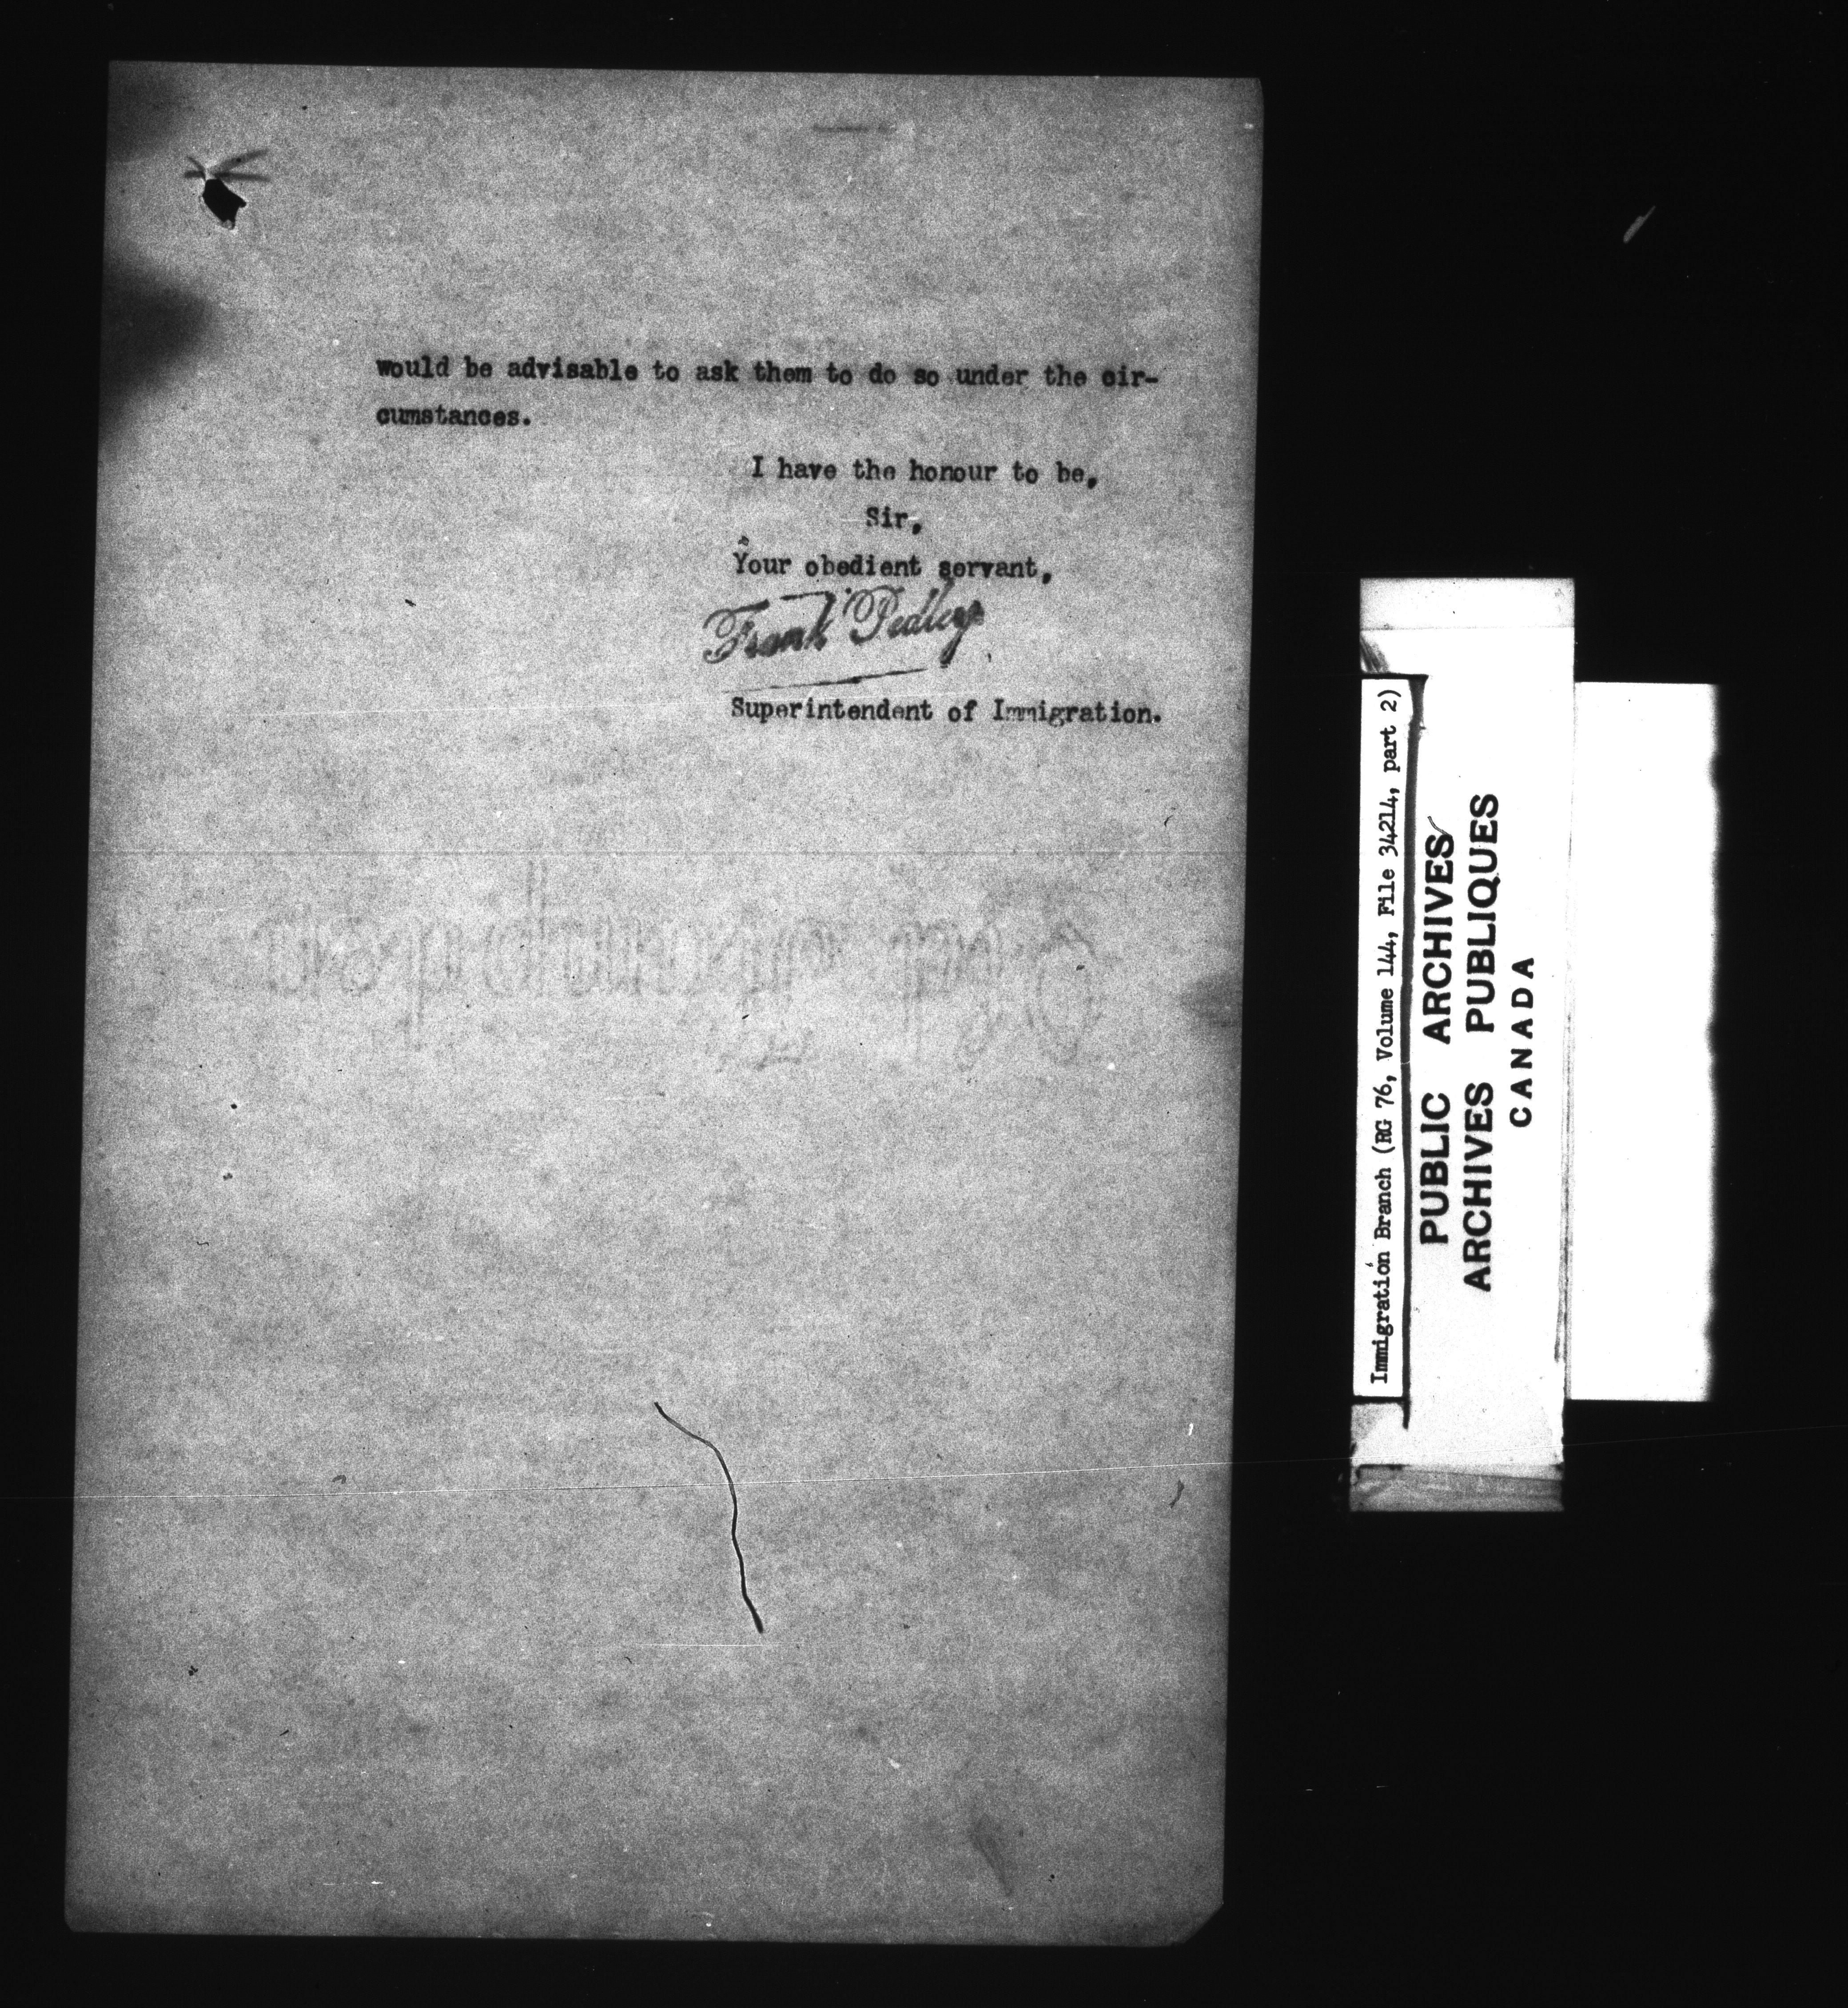 would be advisable to ask them to do so under the cir-
cumstances.
I have the honour to be,
Sir,
Your obedient servant,
Frank Pedley
Superintendent of Immigration.
Immigration Branch (RG 76, Volume 144, File 34214, part 2)
PUBLIC ARCHIVES
ARCHIVES PUBLIQUES
CANADA